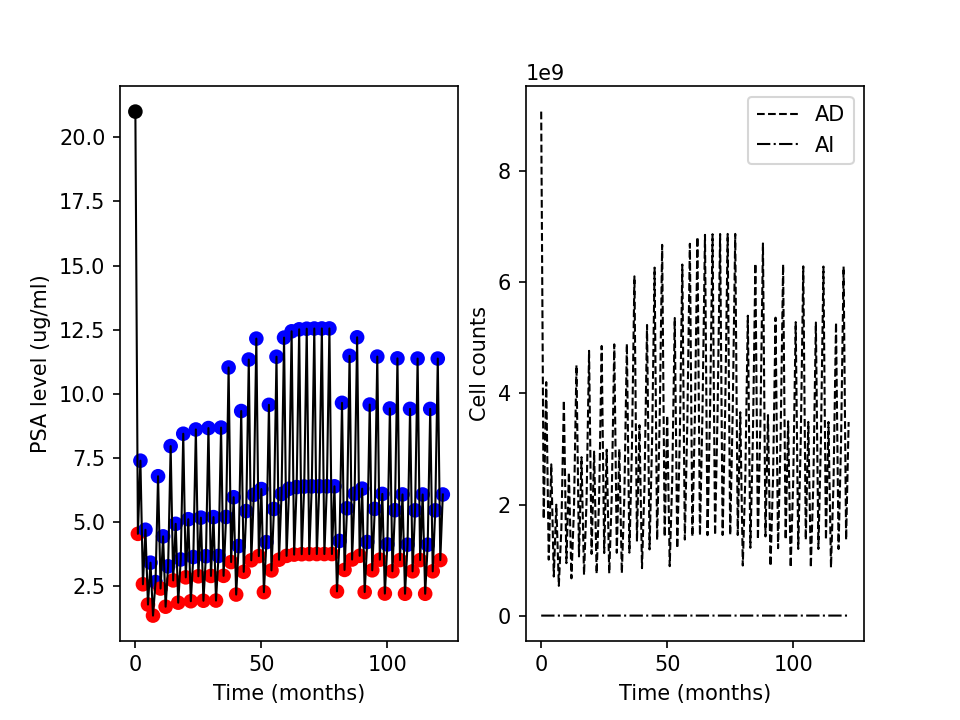 20.0
17.5
15.0
12.5
10.0
7.5
5.0
2.5
PSA level (ug/ml)
0 50 100
Time (months)
1e9
8
6
4
2
0
Cell counts
AD
AI
0 50 100
Time (months)